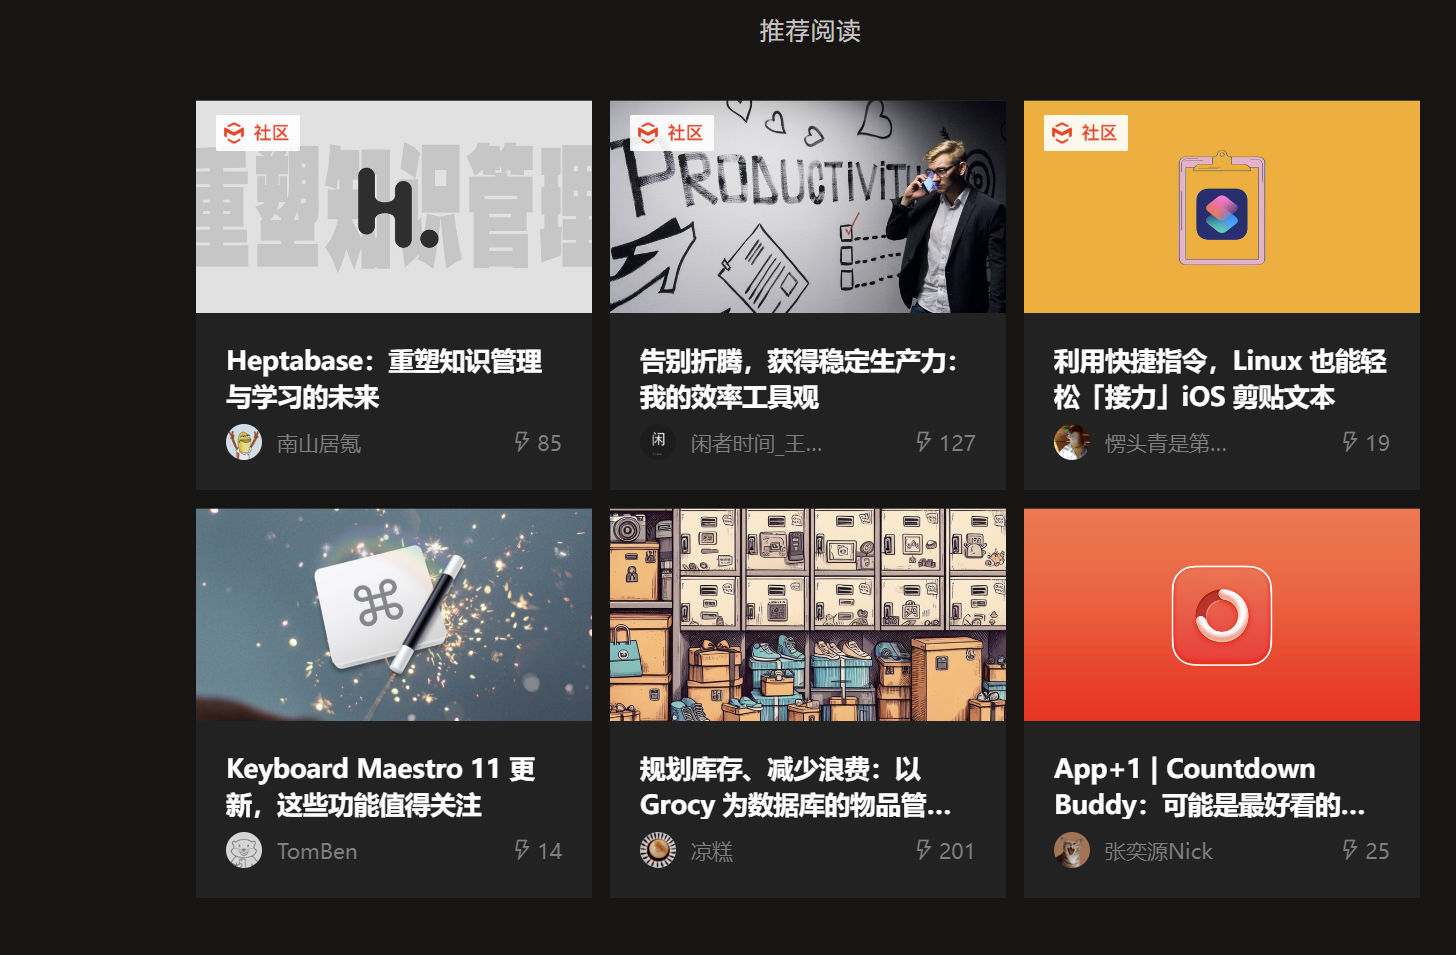 推荐阅读
社区
重塑知识管理
H.
社区
PRODUCTIVITY
社区
Heptabase：重塑知识管理
与学习的未来
南山居氪
85
告别折腾，获得稳定生产力：
我的效率工具观
闲
闲者时间_王...
127
利用快捷指令，Linux 也能轻
松「接力」iOS 剪贴文本
愣头青是第...
19
Keyboard Maestro 11 更
新，这些功能值得关注
TomBen
14
规划库存、减少浪费：以
Grocy 为数据库的物品管...
凉糕
201
App+1 | Countdown
Buddy：可能是最好看的...
张奕源Nick
25